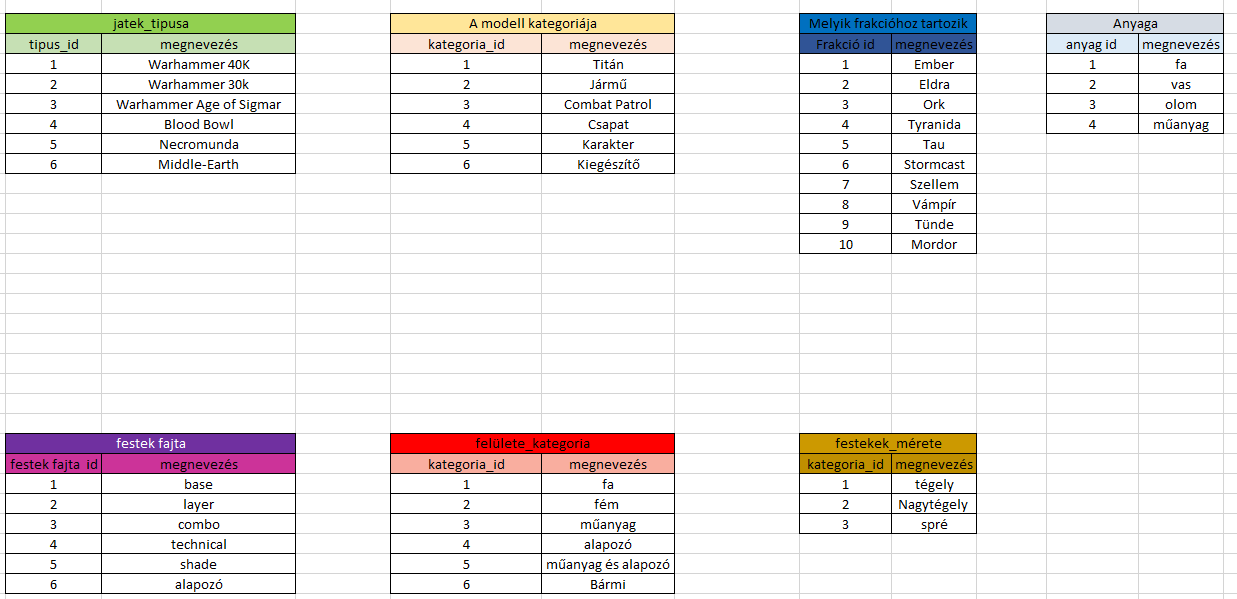 jatek_tipusa
tipus_id megnevezés
1 Warhammer 40K
2 Warhammer 30k
3 Warhammer Age of Sigmar
4 Blood Bowl
5 Necromunda
6 Middle-Earth
A modell kategoriája
kategoria_id megnevezés
1 Titán
2 Jármű
3 Combat Patrol
4 Csapat
5 Karakter
6 Kiegészítő
Melyik frakcióhoz tartozik
Frakció id megnevezés
1 Ember
2 Eldra
3 Ork
4 Tyranida
5 Tau
6 Stormcast
7 Szellem
8 Vámpír
9 Tünde
10 Mordor
Anyaga
anyag id megnevezés
1 fa
2 vas
3 olom
4 műanyag
festek fajta
festek fajta_id megnevezés
1 base
2 layer
3 combo
4 technical
5 shade
6 alapozó
felülete_kategoria
kategoria_id megnevezés
1 fa
2 fém
3 műanyag
4 alapozó
5 műanyag és alapozó
6 Bármi
festekek_mérete
kategoria_id megnevezés
1 tégely
2 Nagytégely
3 spré